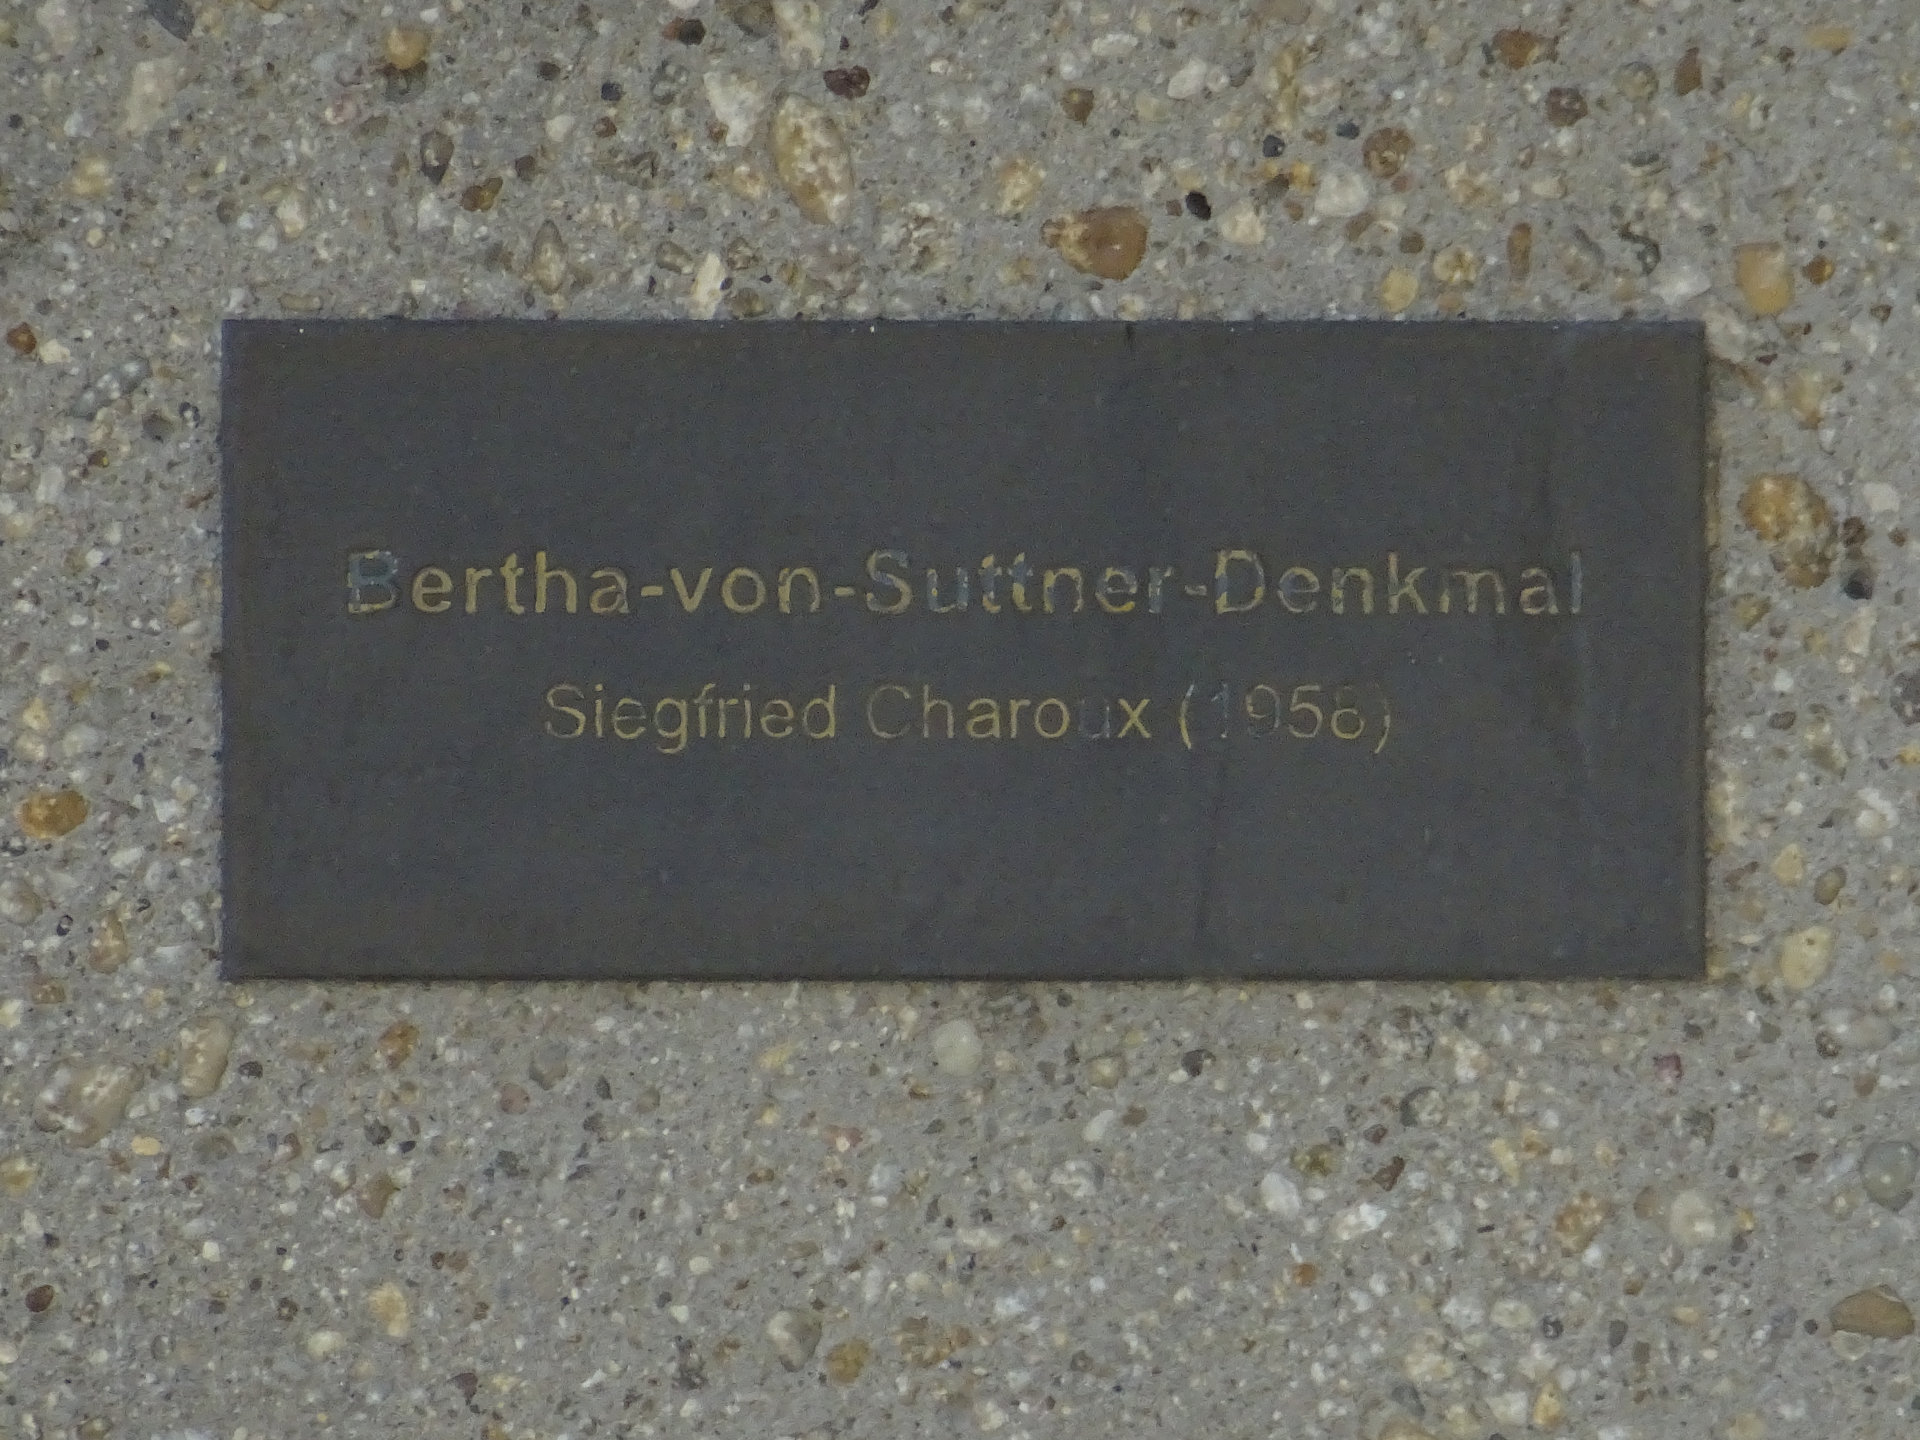 Bertha-von-Suttner-Denkmal
Siegfried Charoux (1958)